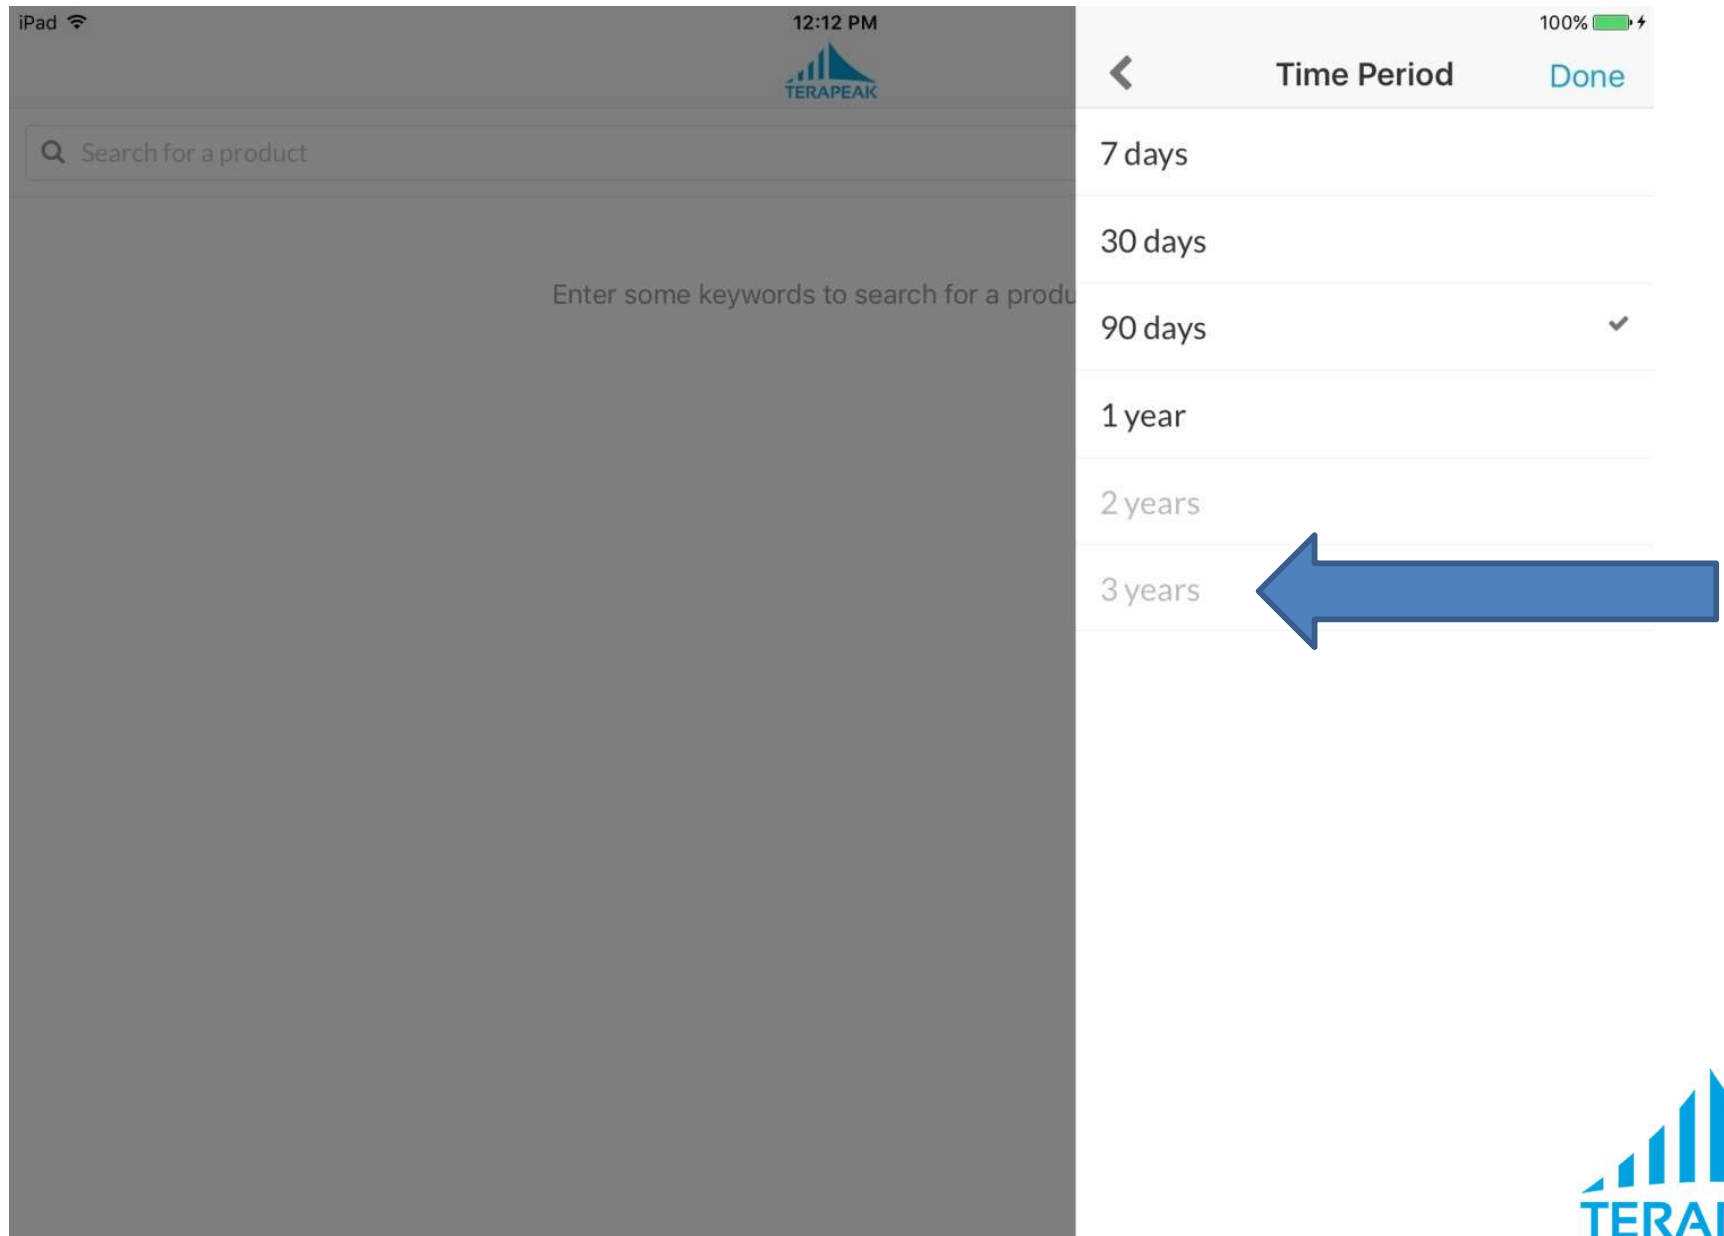 iPad
12:12 PM
100%
TERAPEAK
Time Period
Done
Search for a product
7 days
30 days
Enter some keywords to search for a produ
90 days
1 year
2 years
3 years